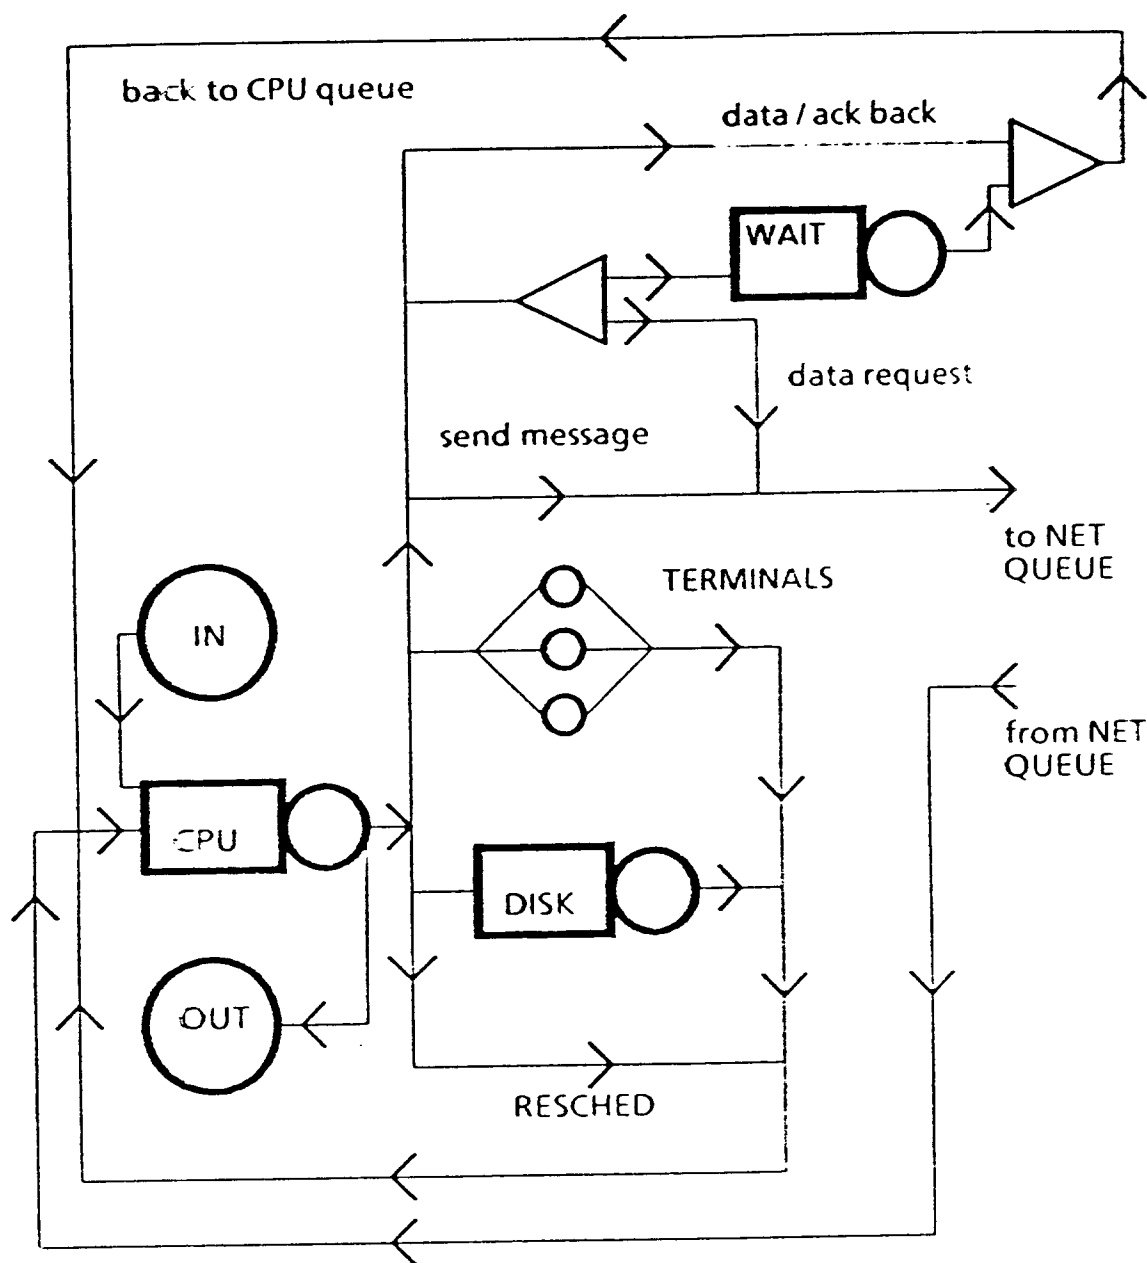 back to CPU queue
data / ack back
WAIT
data request
send message
to NET
QUEUE
TERMINALS
IN
from NET
QUEUE
CPU
DISK
OUT
RESCHED